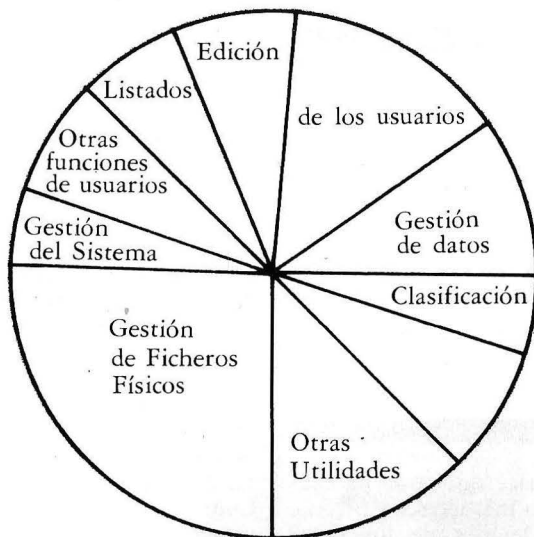 Edición
Listados
de los usuarios
Otras
funciones
de usuarios
Gestión
de datos
Gestión
del Sistema
Clasificación
Gestión
de Ficheros
Físicos
Otras
Utilidades